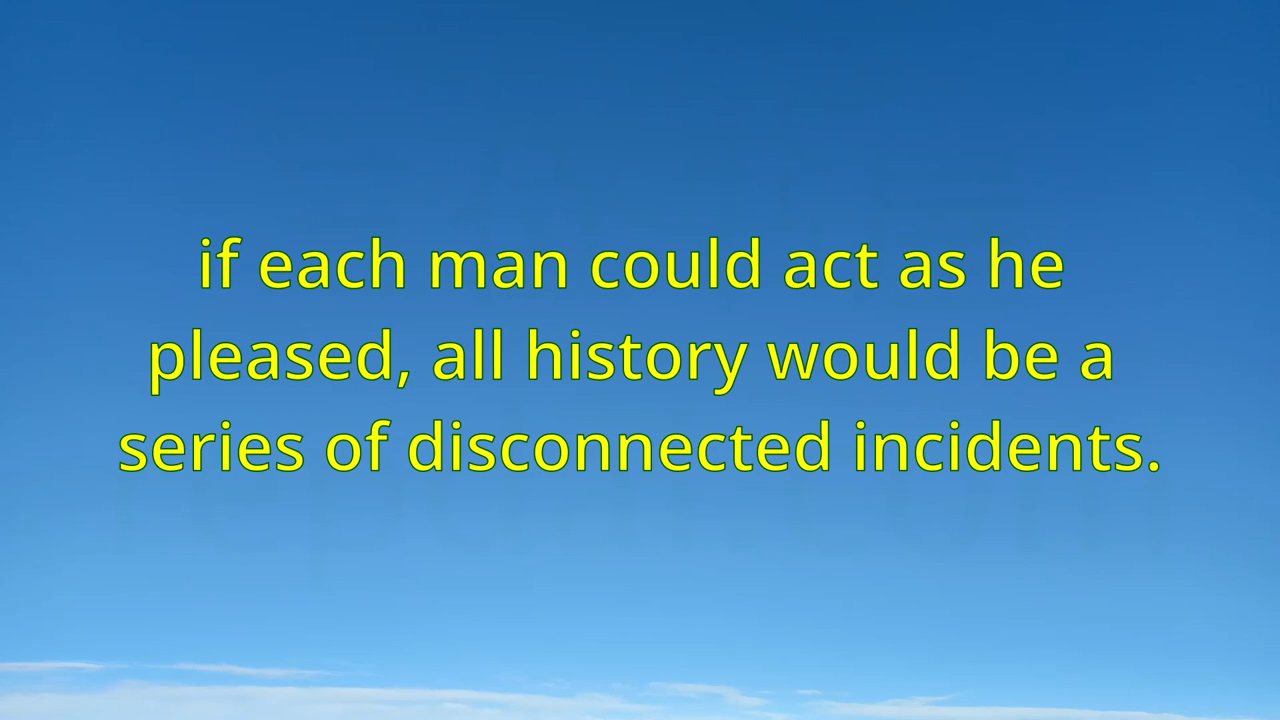 if each man could act as he
pleased, all history would be a
series of disconnected incidents.